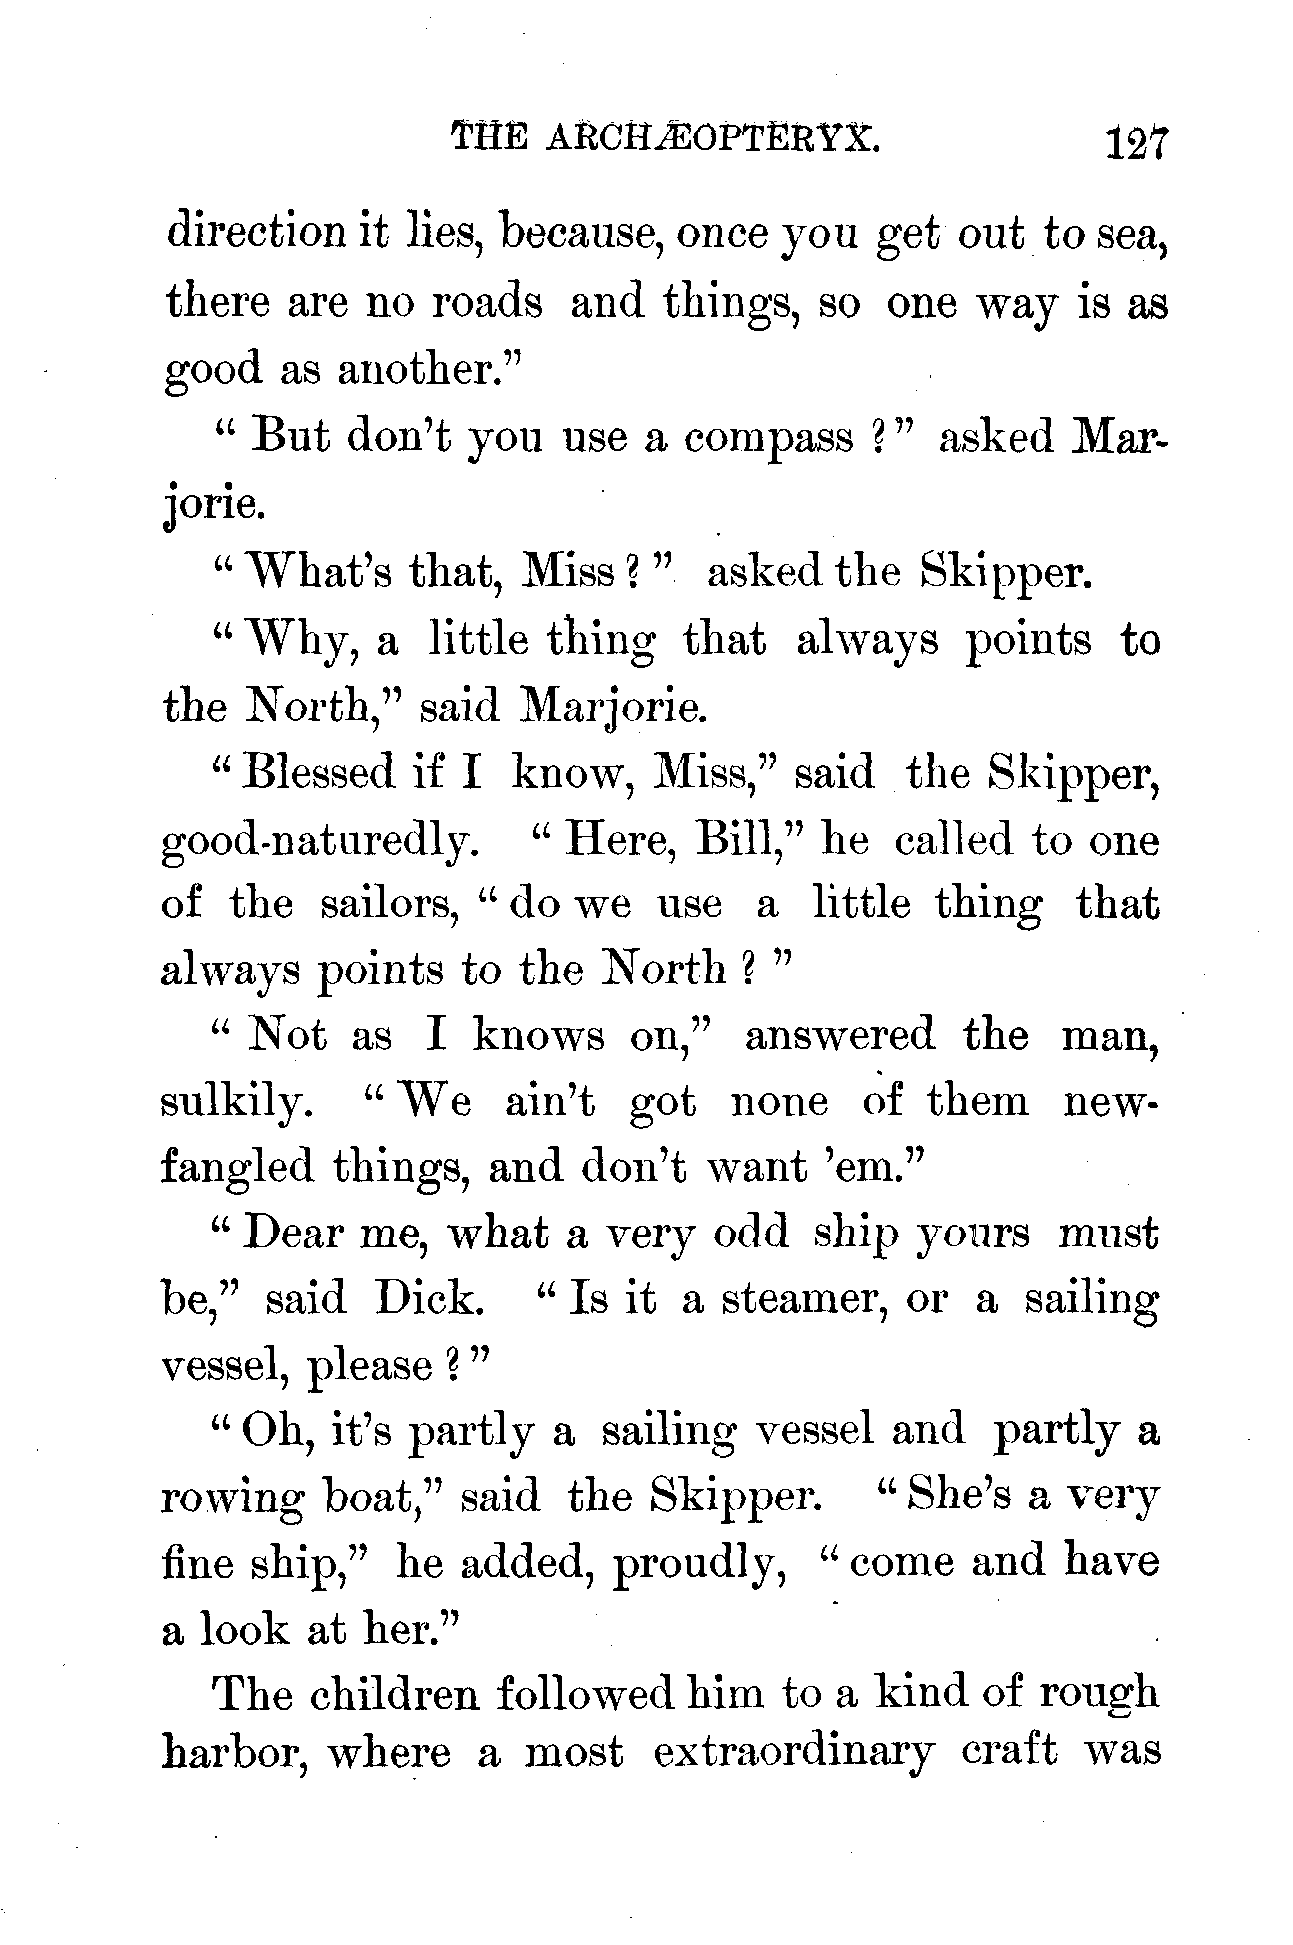 THE ARCHÆOPTERYX. 127
direction it lies, because, once you get out to sea,
there are no roads and things, so one way is as
good as another.”
“ But don’t you use a compass ? ” asked Mar-
jorie.
“ What’s that, Miss ? ” asked the Skipper.
“ Why, a little thing that always points to
the North,” said Marjorie.
“ Blessed if I know, Miss,” said the Skipper,
good-naturedly. “ Here, Bill,” he called to one
of the sailors, “ do we use a little thing that
always points to the North ? ”
“ Not as I knows on,” answered the man,
sulkily. “ We ain’t got none of them new-
fangled things, and don’t want ’em.”
“ Dear me, what a very odd ship yours must
be,” said Dick. “ Is it a steamer, or a sailing
vessel, please ? ”
“ Oh, it’s partly a sailing vessel and partly a
rowing boat,” said the Skipper. “ She’s a very
fine ship,” he added, proudly, “ come and have
a look at her.”
The children followed him to a kind of rough
harbor, where a most extraordinary craft was